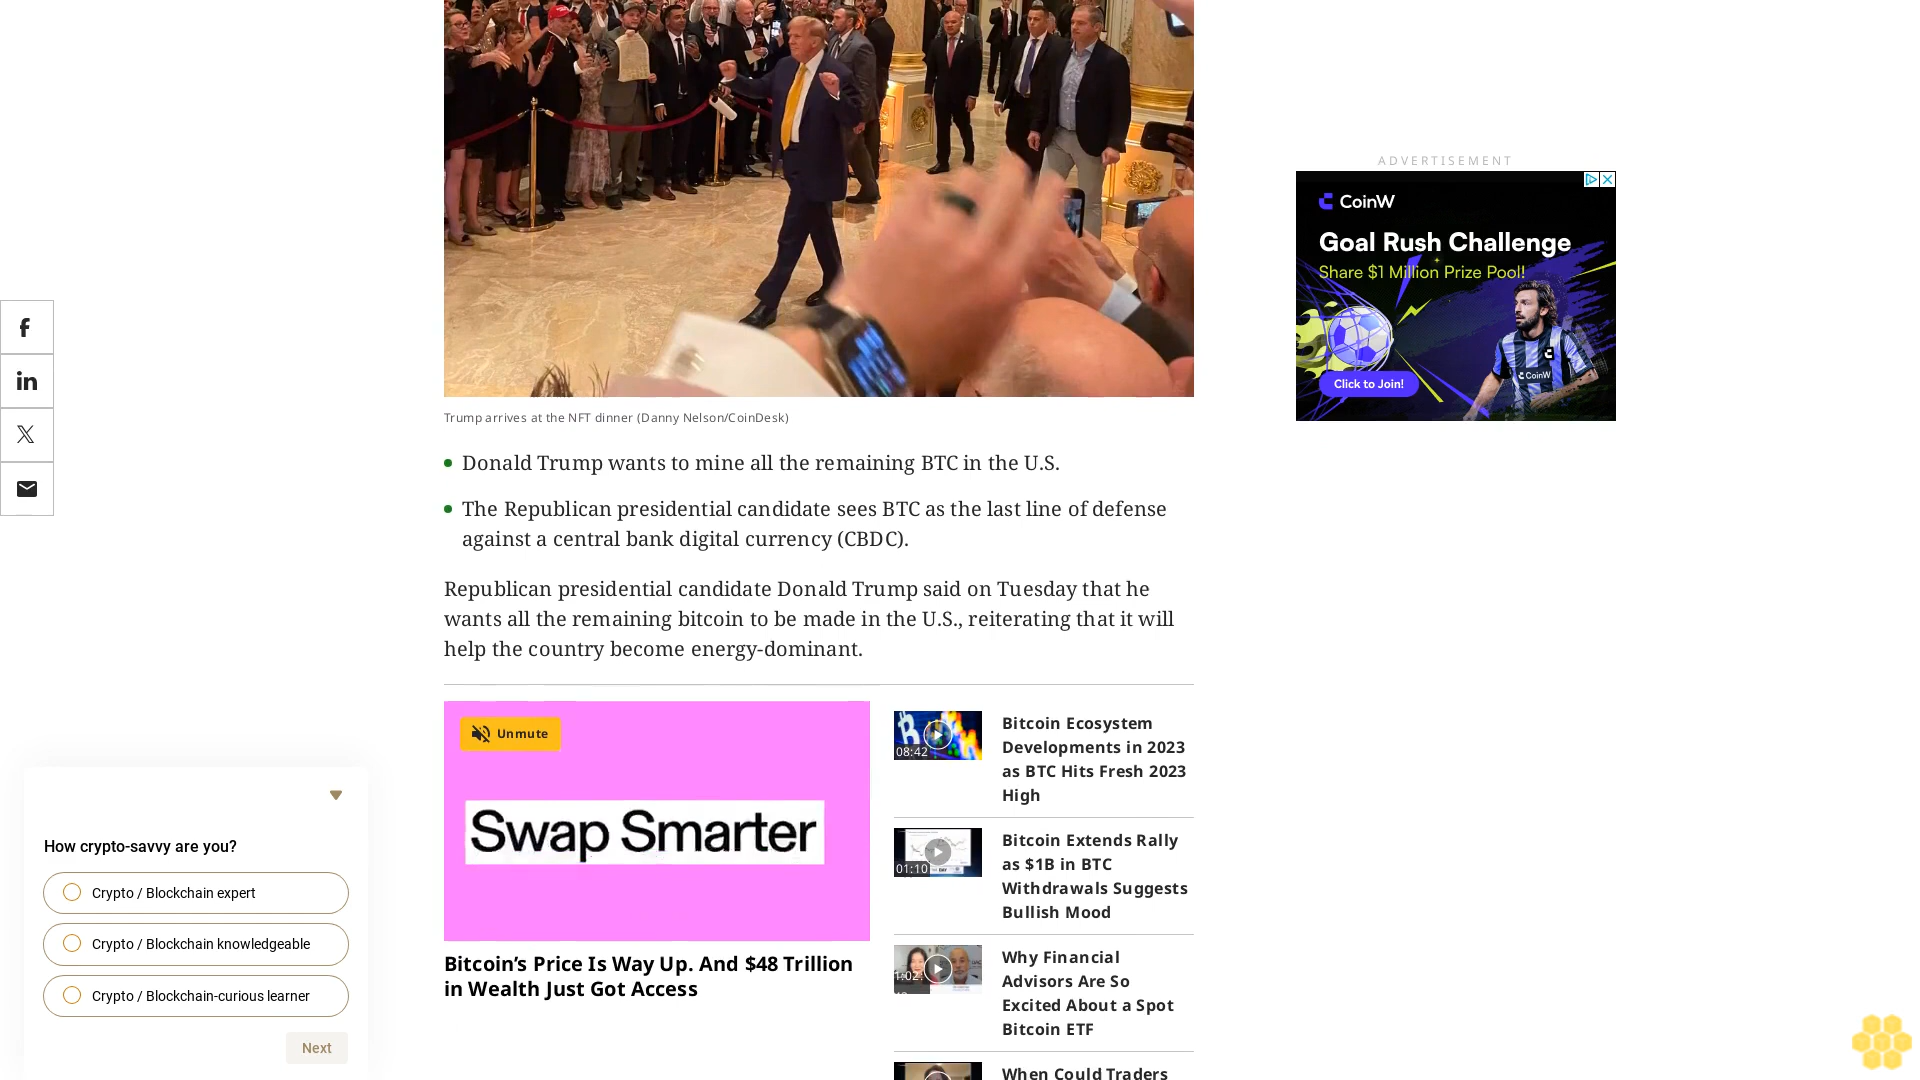 ADVERTISEMENT
CoinW
Goal Rush Challenge
Share $1 Million Prize Pool!
CoinW
Click to Join!
Trump arrives at the NFT dinner (Danny Nelson/CoinDesk)
Donald Trump wants to mine all the remaining BTC in the U.S.
The Republican presidential candidate sees BTC as the last line of defense
against a central bank digital currency (CBDC).
Republican presidential candidate Donald Trump said on Tuesday that he
wants all the remaining bitcoin to be made in the U.S., reiterating that it will
help the country become energy-dominant.
Unmute
Swap Smarter
Bitcoin’s Price Is Way Up. And $48 Trillion
in Wealth Just Got Access
08:42
Bitcoin Ecosystem
Developments in 2023
as BTC Hits Fresh 2023
High
01:10
Bitcoin Extends Rally
as $1B in BTC
Withdrawals Suggests
Bullish Mood
Why Financial
Advisors Are So
Excited About a Spot
Bitcoin ETF
When Could Traders
How crypto-savvy are you?
Crypto / Blockchain expert
Crypto / Blockchain knowledgeable
Crypto / Blockchain-curious learner
Next